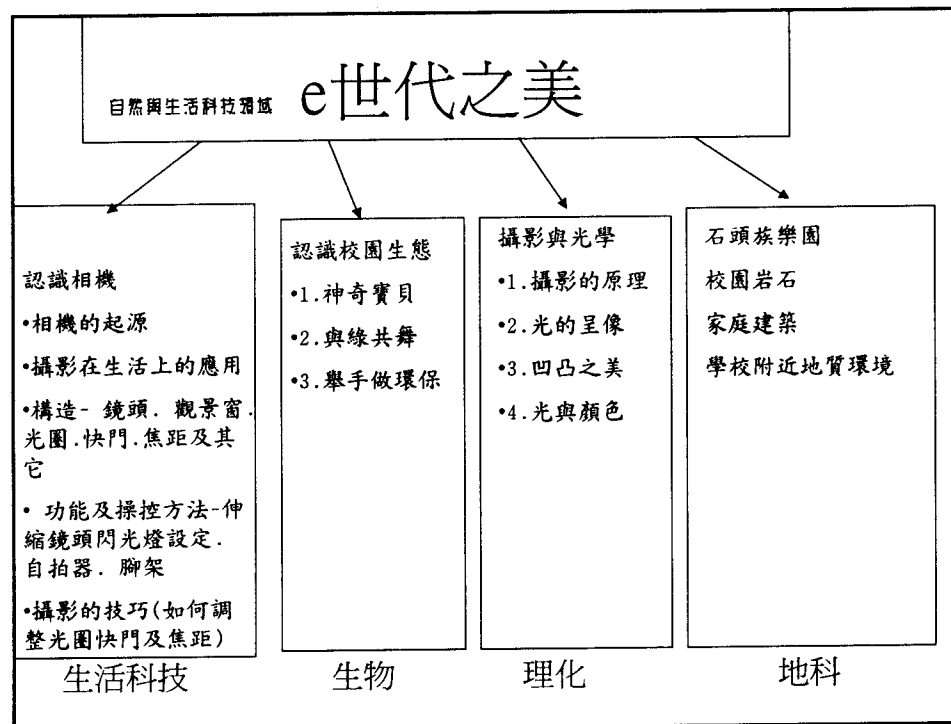 自然與生活科技領域 e世代之美
認識相機
•相機的起源
•攝影在生活上的應用
•構造- 鏡頭. 觀景窗.
光圈.快門.焦距及其
它
• 功能及操控方法-伸
縮鏡頭閃光燈設定.
自拍器. 腳架
•攝影的技巧(如何調
整光圈快門及焦距)
生活科技
認識校園生態
•1.神奇寶貝
•2.與綠共舞
•3.舉手做環保
生物
攝影與光學
•1.攝影的原理
•2.光的呈像
•3.凹凸之美
•4.光與顏色
理化
石頭族樂園
校園岩石
家庭建築
學校附近地質環境
地科